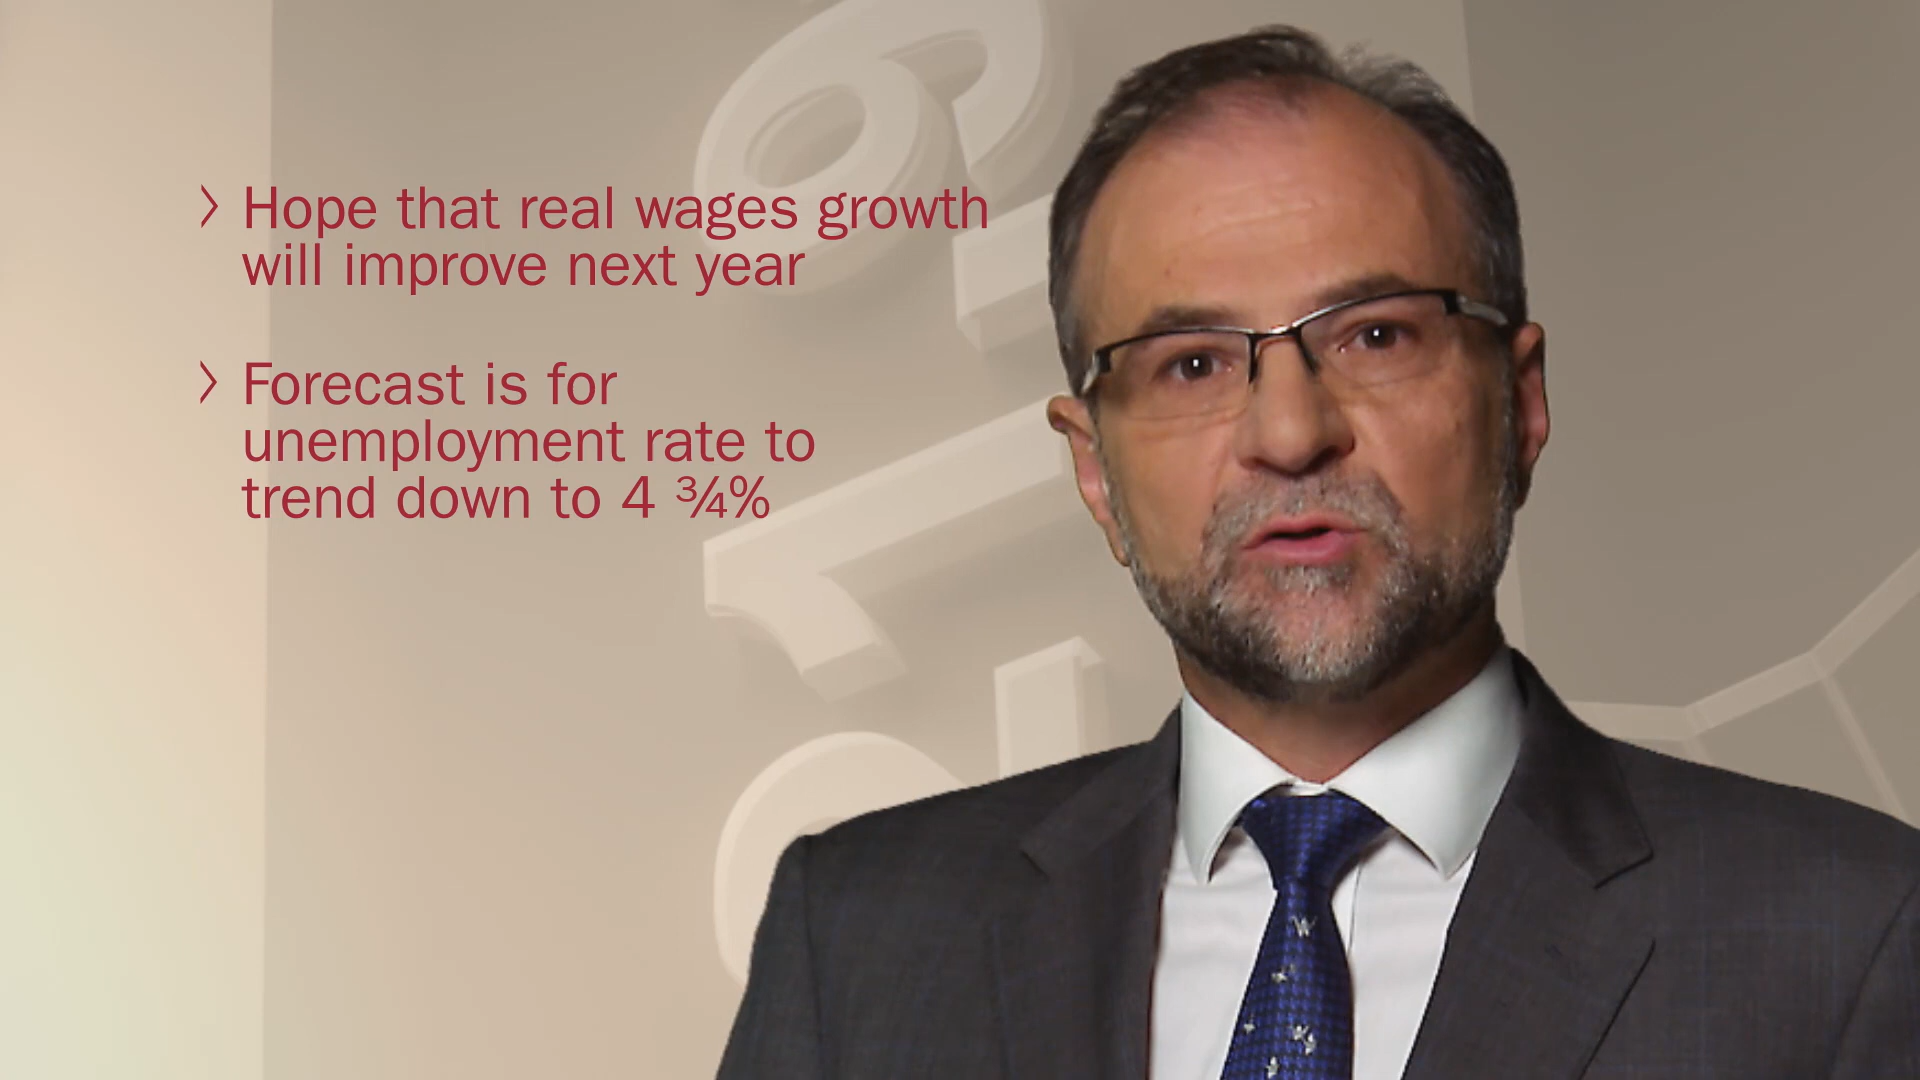 › Hope that real wages growth
will improve next year
› Forecast is for
unemployment rate to
trend down to 4 ¾%